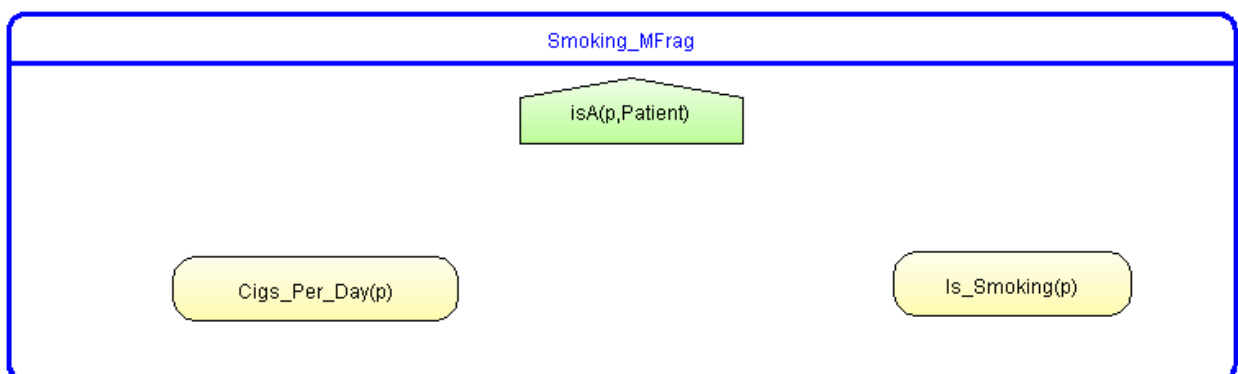 Smoking_MFrag
isA(p,Patient)
Cigs_Per_Day(p)
Is_Smoking(p)